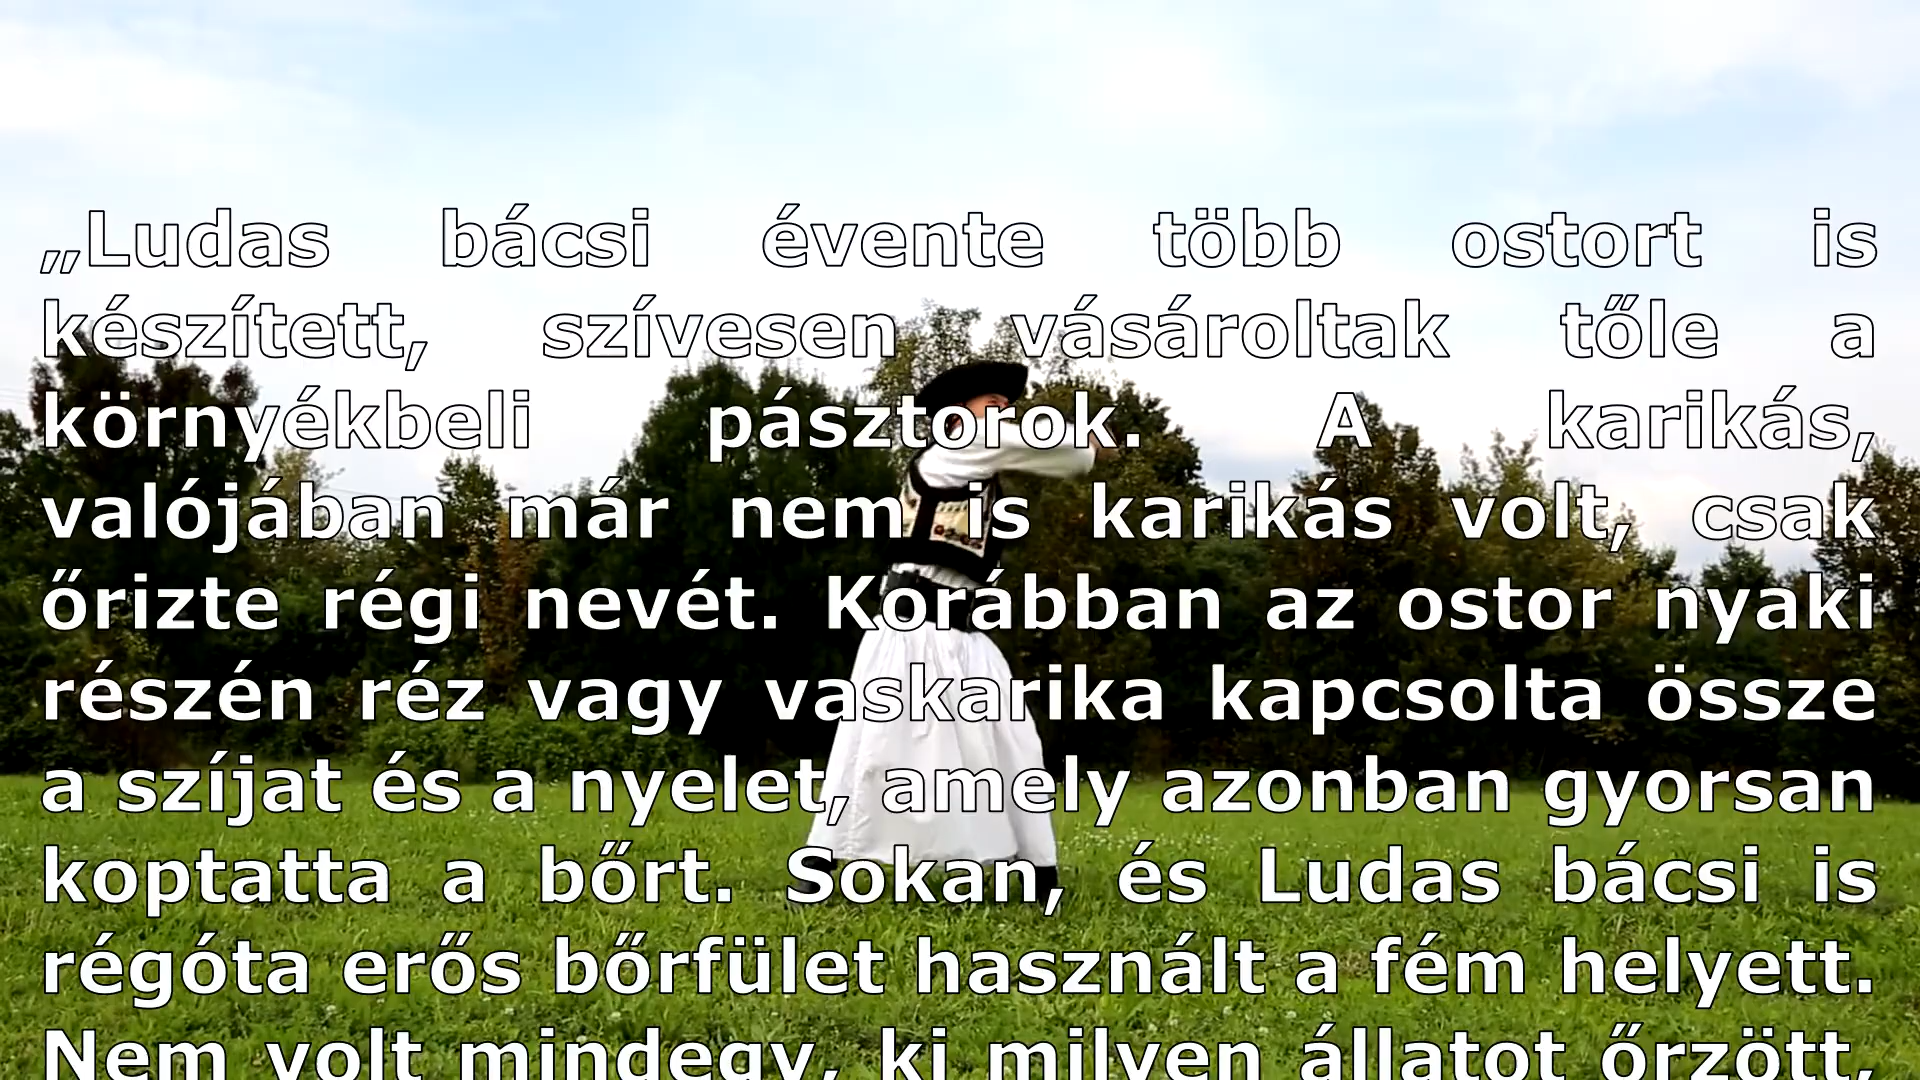 „Ludas bácsi évente több ostort is
készített, szívesen vásároltak tőle a
környékbeli pásztorok. A karikás,
valójában már nem is karikás volt, csak
őrizte régi nevét. Korábban az ostor nyaki
részén réz vagy vaskarika kapcsolta össze
a szíjat és a nyelet, amely azonban gyorsan
koptatta a bőrt. Sokan, és Ludas bácsi is
régóta erős bőrfület használt a fém helyett.
Nem volt mindegy, ki milyen állatot őrzött,